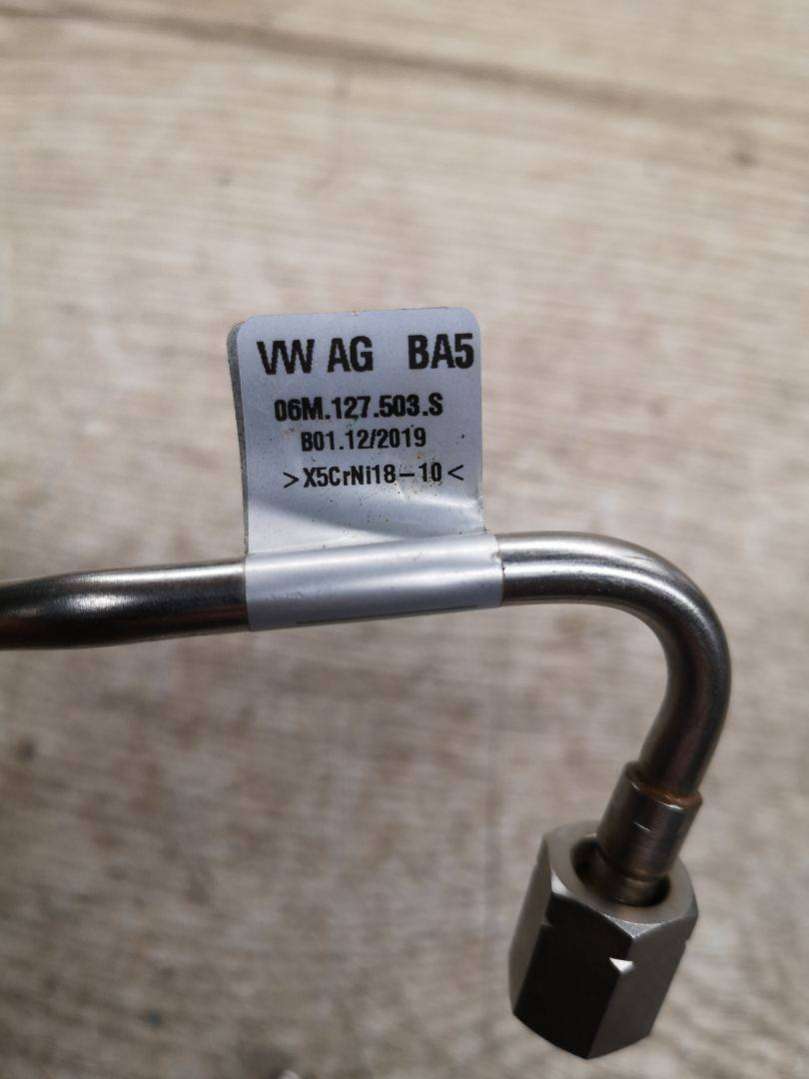 VW AG BA5
06M.127.503.S
B01.12/2019
>X5CrNi18-10<